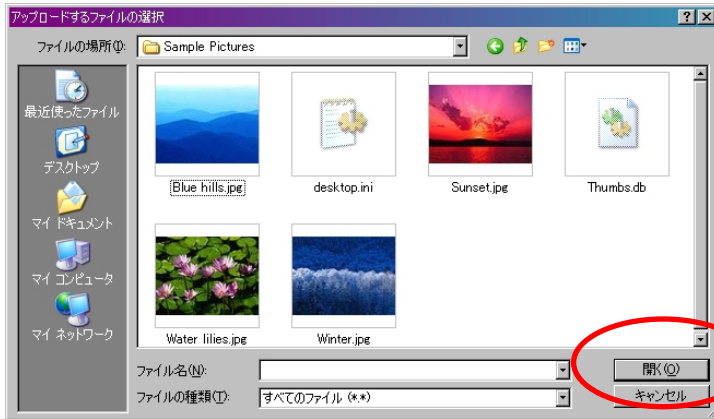 アップロードするファイルの選択
ファイルの場所(I):
Sample Pictures
最近使ったファイル
デスクトップ
マイ ドキュメント
マイ コンピュータ
マイ ネットワーク
Blue hills.jpg
desktop.ini
Sunset.jpg
Thumbs.db
Water lilies.jpg
Winter.jpg
ファイル名(N):
開く(O)
ファイルの種類(T):
すべてのファイル (*.*)
キャンセル